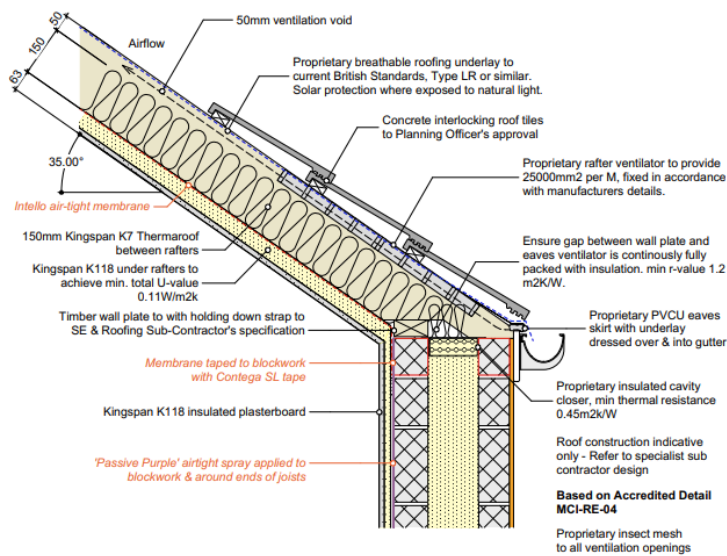 50
150
63
Airflow
50mm ventilation void
Proprietary breathable roofing underlay to
current British Standards, Type LR or similar.
Solar protection where exposed to natural light.
Concrete interlocking roof tiles
to Planning Officer's approval
Proprietary rafter ventilator to provide
25000mm2 per M, fixed in accordance
with manufacturers details.
35.00°
Intello air-tight membrane
150mm Kingspan K7 Thermaroof
between rafters
Kingspan K118 under rafters to
achieve min. total U-value
0.11W/m2k
Timber wall plate to with holding down strap to
SE & Roofing Sub-Contractor's specification
Membrane taped to blockwork
with Contega SL tape
Kingspan K118 insulated plasterboard
'Passive Purple' airtight spray applied to
blockwork & around ends of joists
Ensure gap between wall plate and
eaves ventilator is continously fully
packed with insulation. min r-value 1.2
m2K/W.
Proprietary PVCU eaves
skirt with underlay
dressed over & into gutter
Proprietary insulated cavity
closer, min thermal resistance
0.45m2k/W
Roof construction indicative
only - Refer to specialist sub
contractor design
Based on Accredited Detail
MCI-RE-04
Proprietary insect mesh
to all ventilation openings